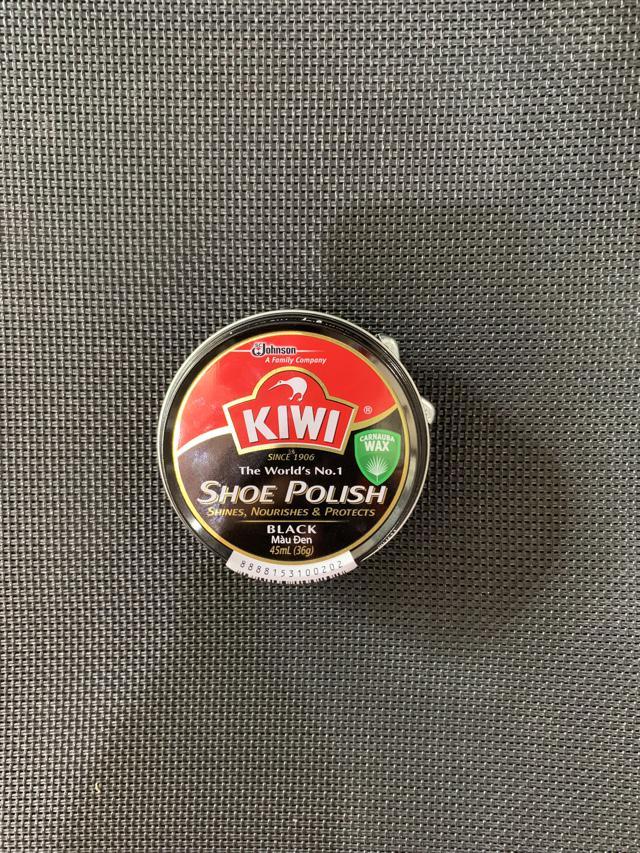 SC Johnson
A Family Company
KIWI
®
SINCE 1906
The World's No.1
CARNAUBA
WAX
SHOE POLISH
SHINES, NOURISHES & PROTECTS
BLACK
Màu Đen
45mL (36g)
8888153100202